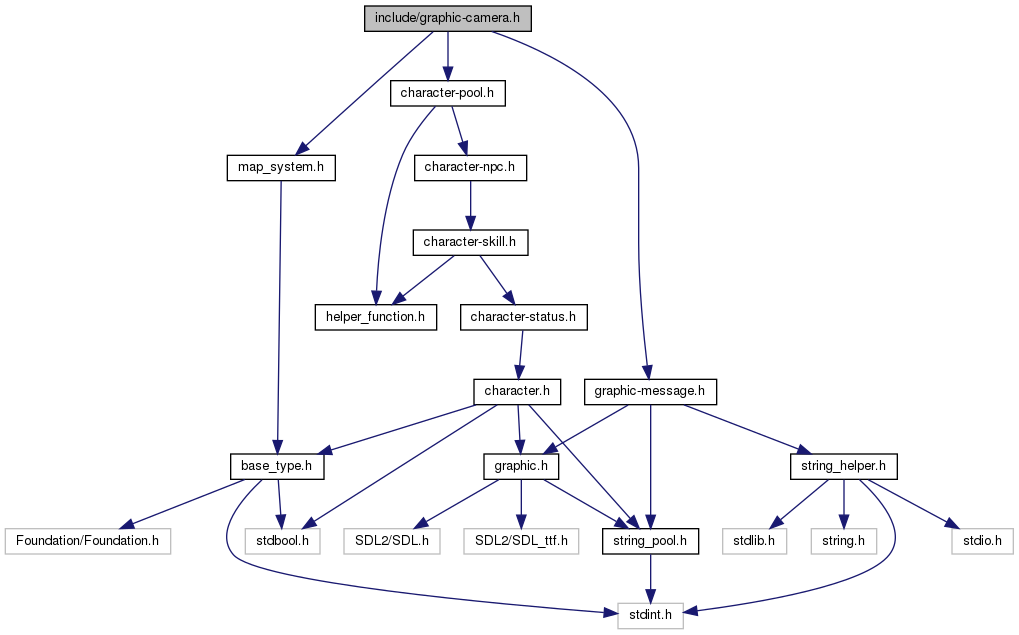 include/graphic-camera.h
character-pool.h
map_system.h
character-npc.h
character-skill.h
helper_function.h
character-status.h
character.h
graphic-message.h
base_type.h
graphic.h
string_helper.h
Foundation/Foundation.h
stdbool.h
SDL2/SDL.h
SDL2/SDL_ttf.h
string_pool.h
stdlib.h
string.h
stdio.h
stdint.h